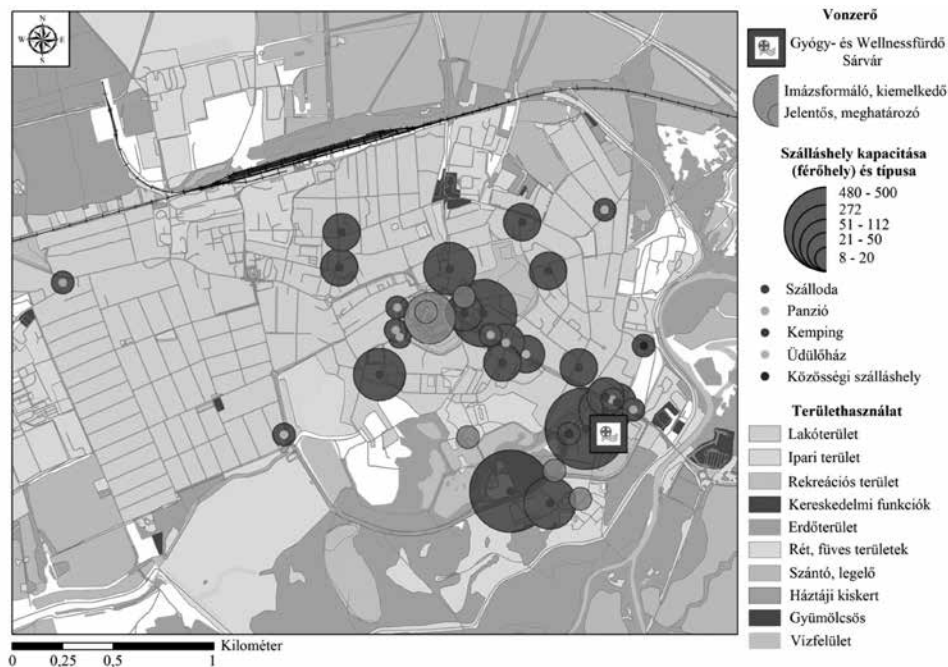 N
W E
S
Vonzerő
Gyógy- és Wellnessfürdő
Sárvár
Imázsformáló, kiemelkedő
Jelentős, meghatározó
Szálláshely kapacitása
(férőhely) és típusa
480 - 500
272
51 - 112
21 - 50
8 - 20
Szálloda
Panzió
Kemping
Üdülőház
Közösségi szálláshely
Területhasználat
Lakóterület
Ipari terület
Rekreációs terület
Kereskedelmi funkciók
Erdőterület
Rét, füves területek
Szántó, legelő
Háztáji kiskert
Gyümölcsös
Vízfelület
Kilométer
0 0,25 0,5 1